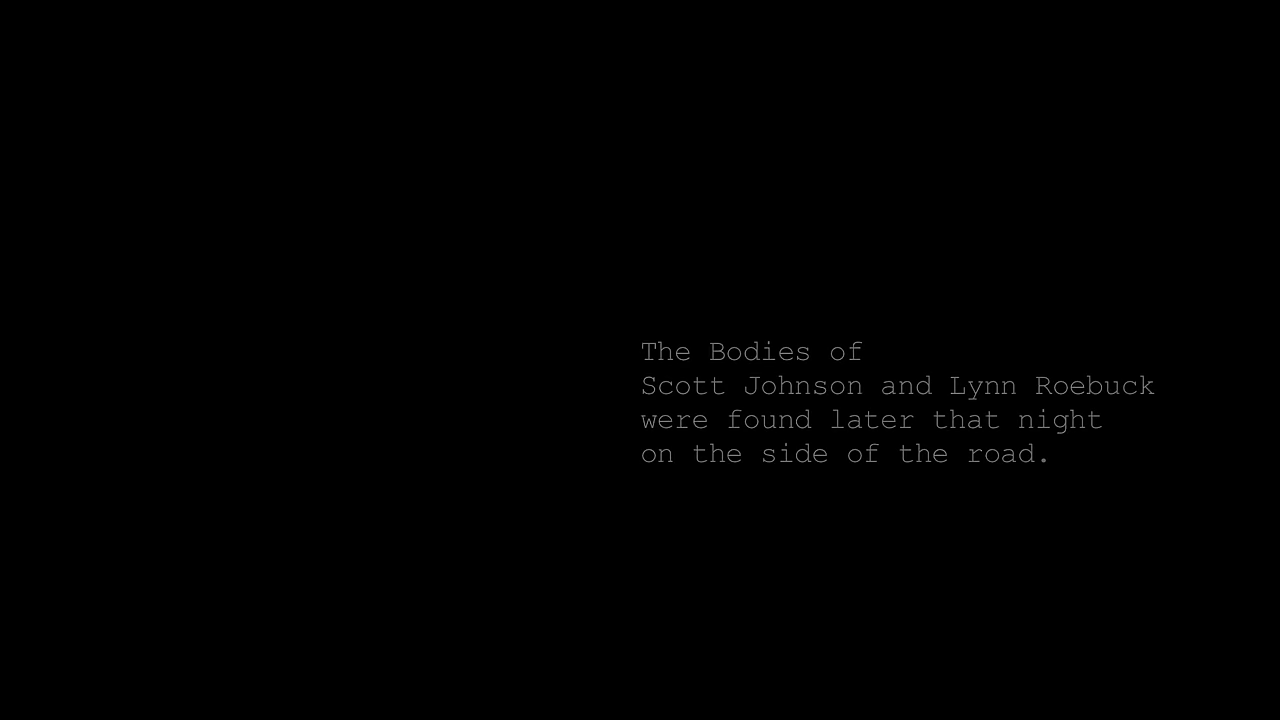 The Bodies of
Scott Johnson and Lynn Roebuck
were found later that night
on the side of the road.